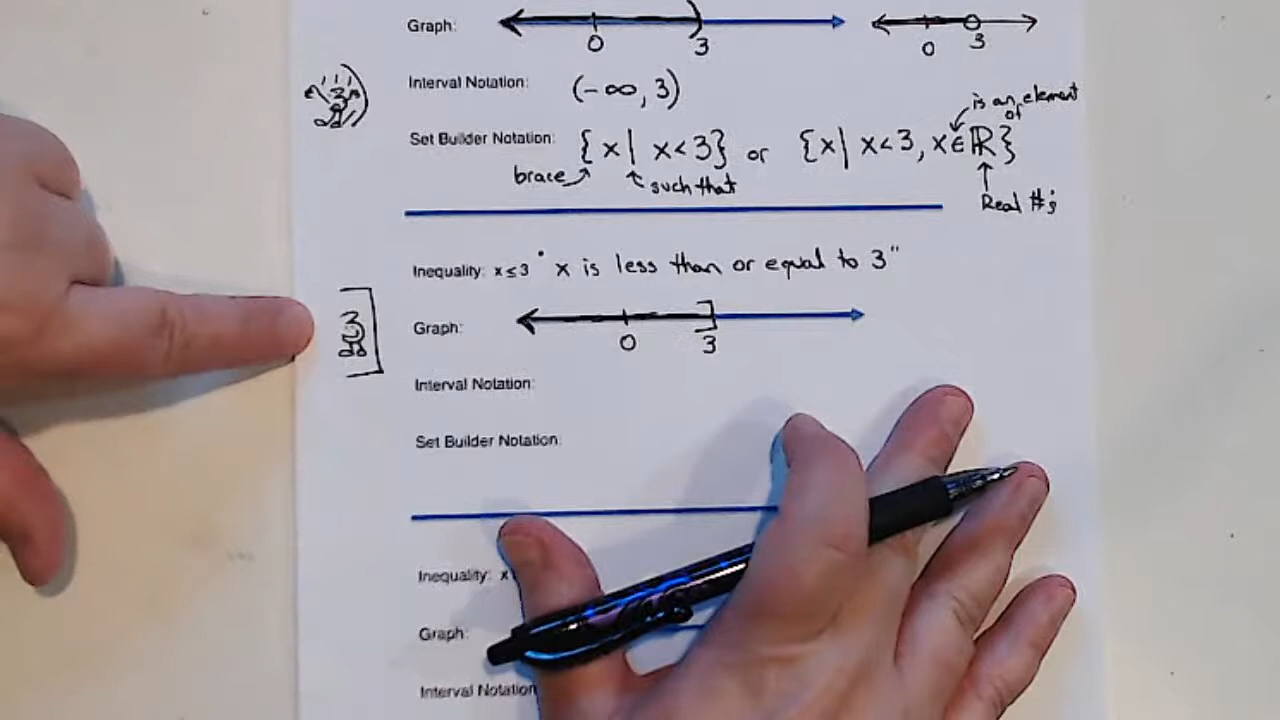 Graph: 0 3 0 3
Interval Notation: (-∞, 3)
3
is an element of
Set Builder Notation: {x| x<3} or {x| x<3, x∈ℝ}
brace such that
Real #'s
Inequality: x≤3 "x is less than or equal to 3"
3
Graph: 0 3
Interval Notation:
Set Builder Notation:
Inequality: x
Graph:
Interval Notation